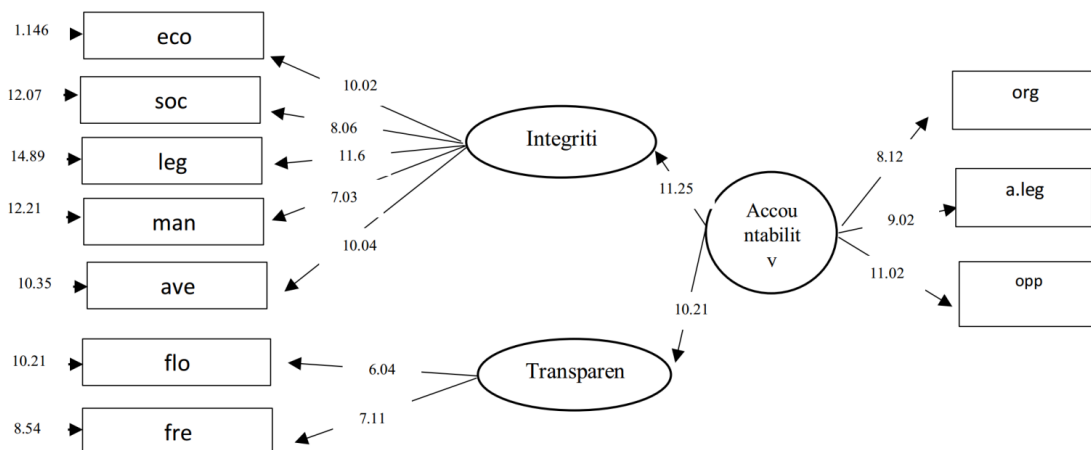 1.146
eco
12.07
soc
14.89
leg
12.21
man
10.35
ave
10.21
flo
8.54
fre
10.02
8.06
11.6
7.03
10.04
6.04
7.11
Integriti
Transparen
11.25
10.21
Accou
ntabilit
v
8.12
9.02
11.02
org
a.leg
opp